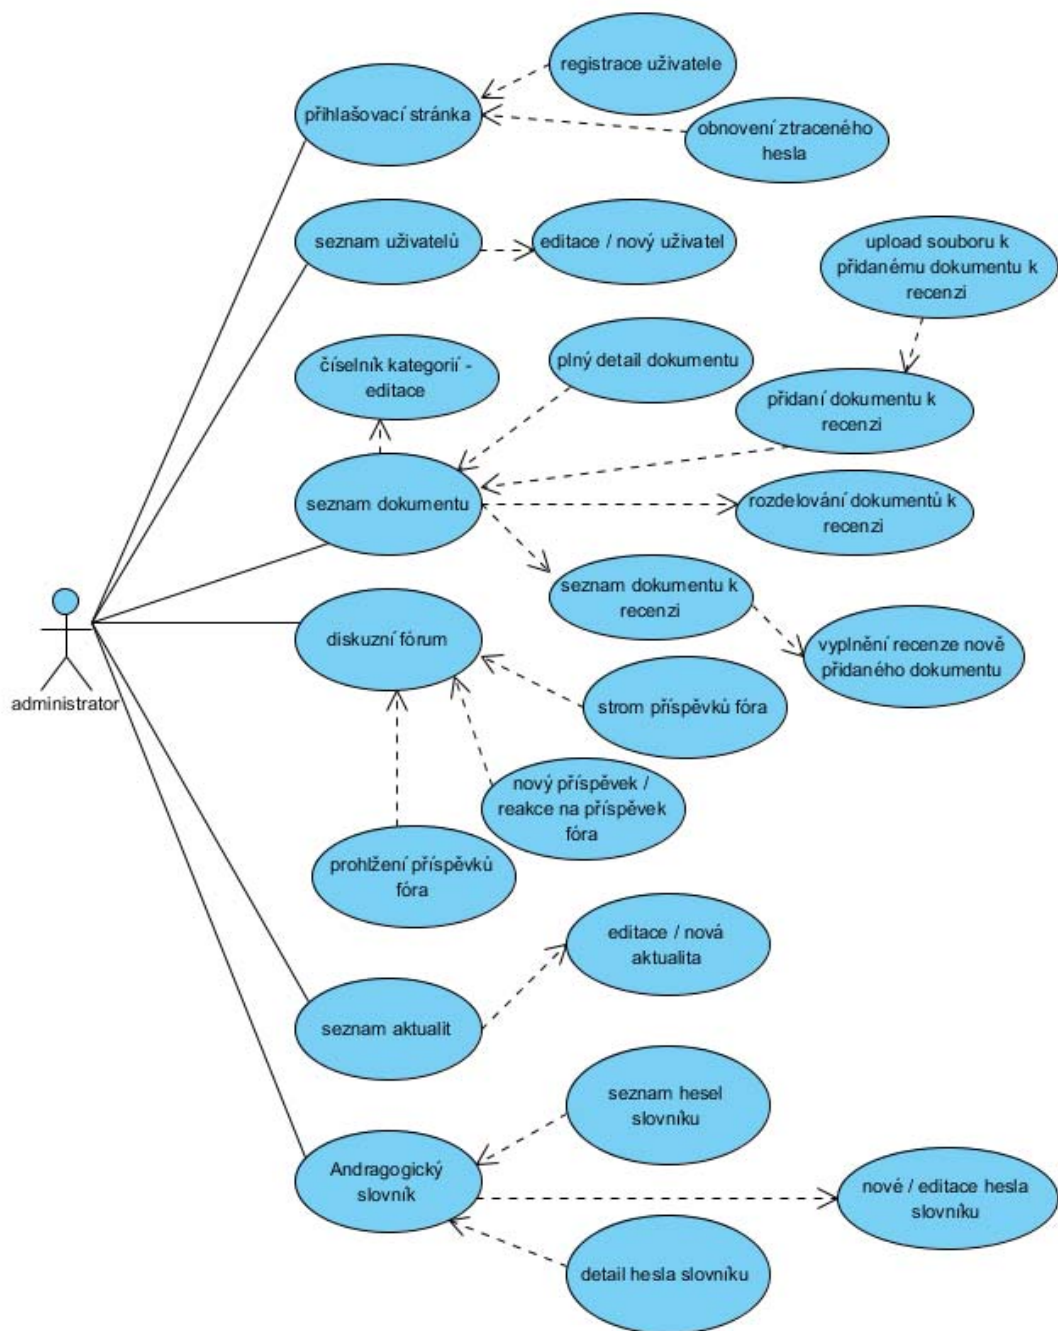 registrace uživatele
přihlašovací stránka
obnovení ztraceného
hesla
seznam uživatelů
editace / nový uživatel
upload souboru k
přidanému dokumentu k
recenzi
číselník kategorií -
editace
plný detail dokumentu
přidaní dokumentu k
recenzi
seznam dokumentu
rozdelování dokumentů k
recenzi
seznam dokumentu k
recenzi
diskuzní fórum
vyplnění recenze nově
přidaného dokumentu
administrator
strom příspěvků fóra
nový příspěvek /
reakce na příspěvek
fóra
prohlžení příspěvků
fóra
editace / nová
aktualita
seznam aktualit
seznam hesel
slovníku
Andragogický
slovník
nové / editace hesla
slovníku
detail hesla slovníku